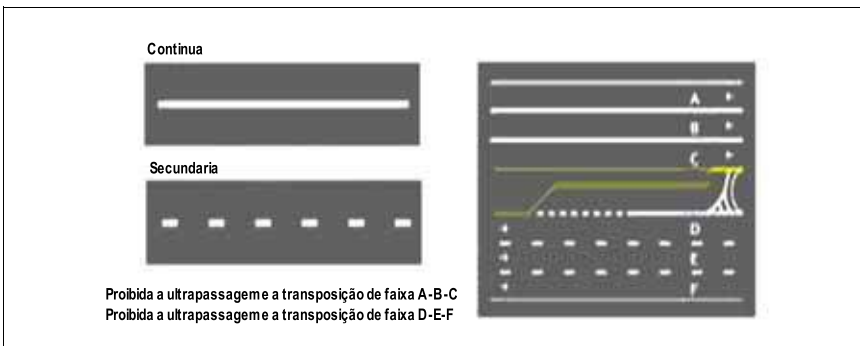 Continua
Secundaria
Proibida a ultrapassageme a transposição de faixa A-B-C
Proibida a ultrapassageme a transposição de faixa D-E-F
A
B
C
D
E
F